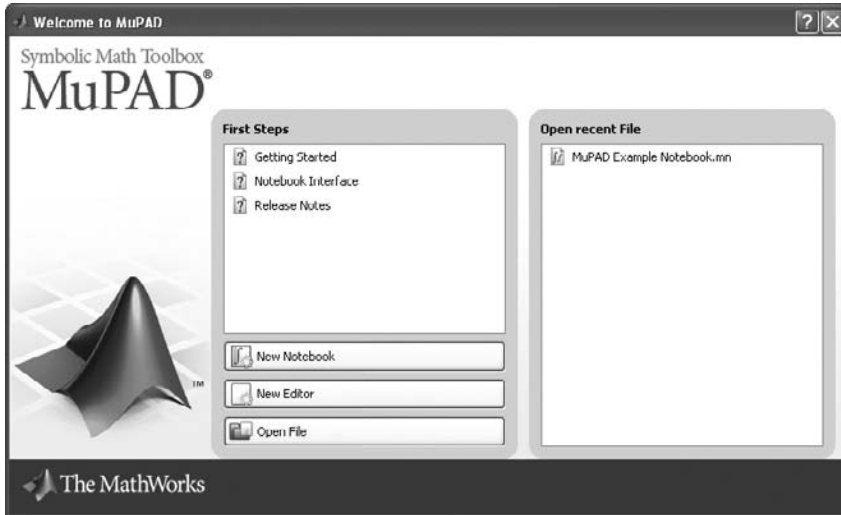 Welcome to MuPAD
Symbolic Math Toolbox
MuPAD®
First Steps
Getting Started
Notebook Interface
Release Notes
New Notebook
New Editor
Open File
Open recent File
MuPAD Example Notebook.mn
TM
The MathWorks